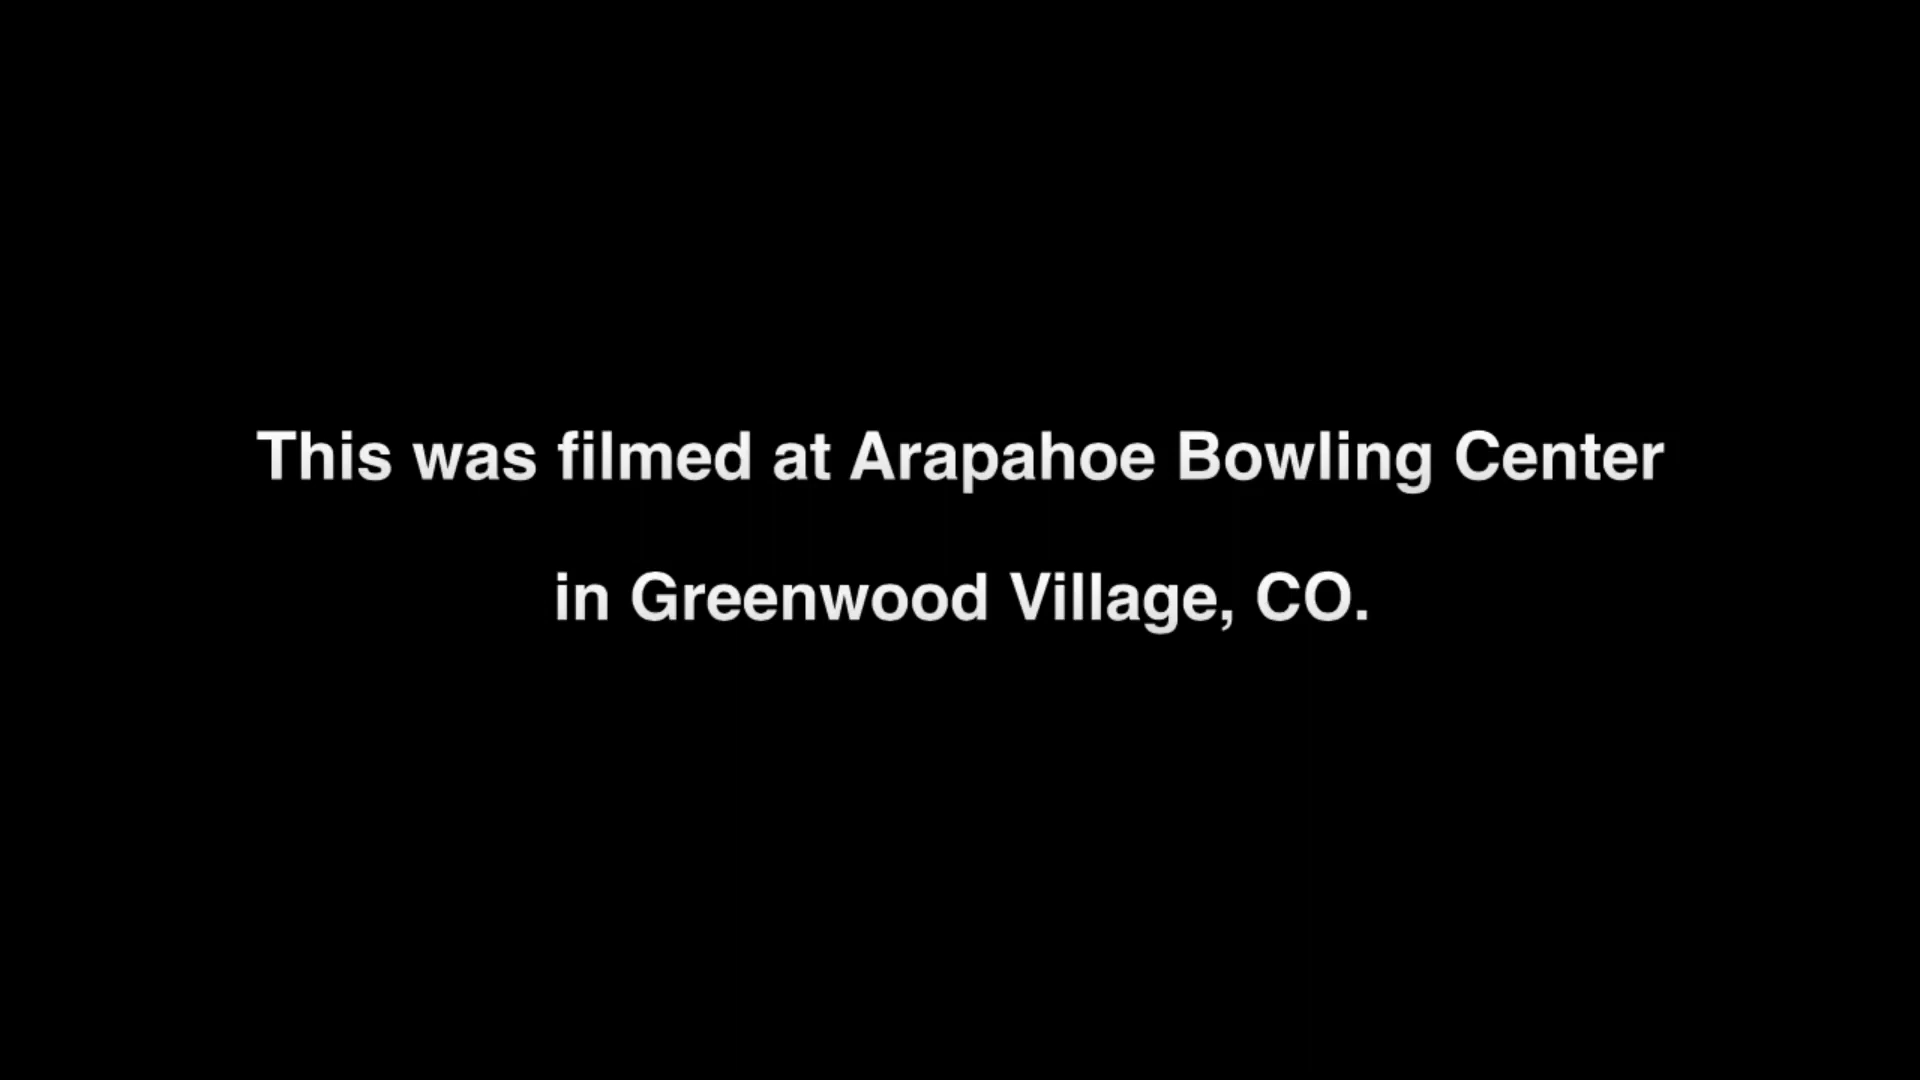 This was filmed at Arapahoe Bowling Center
in Greenwood Village, CO.